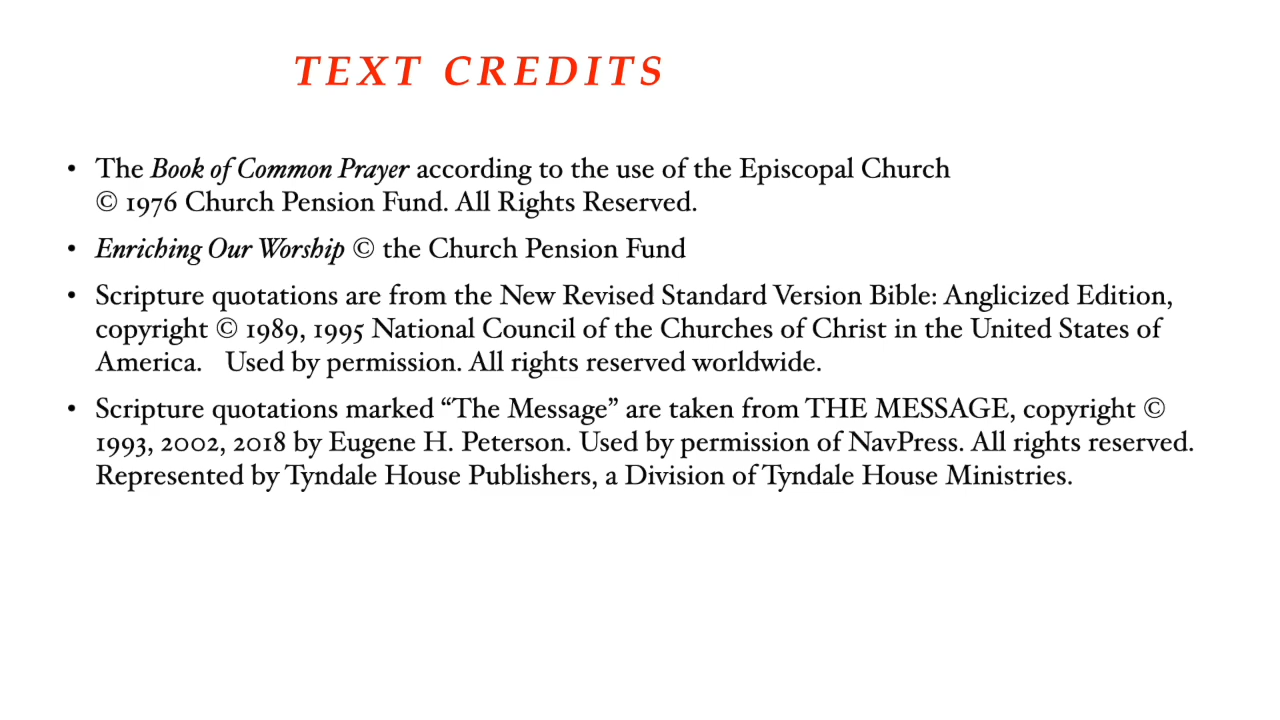 TEXT CREDITS
• The Book of Common Prayer according to the use of the Episcopal Church
© 1976 Church Pension Fund. All Rights Reserved.
• Enriching Our Worship © the Church Pension Fund
• Scripture quotations are from the New Revised Standard Version Bible: Anglicized Edition,
copyright © 1989, 1995 National Council of the Churches of Christ in the United States of
America.   Used by permission. All rights reserved worldwide.
• Scripture quotations marked “The Message” are taken from THE MESSAGE, copyright ©
1993, 2002, 2018 by Eugene H. Peterson. Used by permission of NavPress. All rights reserved.
Represented by Tyndale House Publishers, a Division of Tyndale House Ministries.